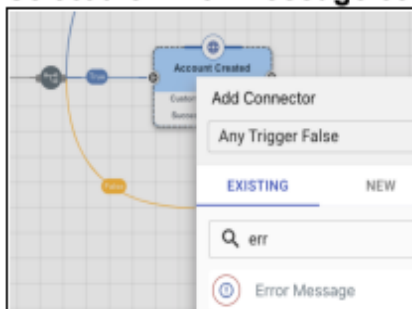 True
Account Created
Add Connector
Any Trigger False
EXISTING NEW
False
err
Error Message